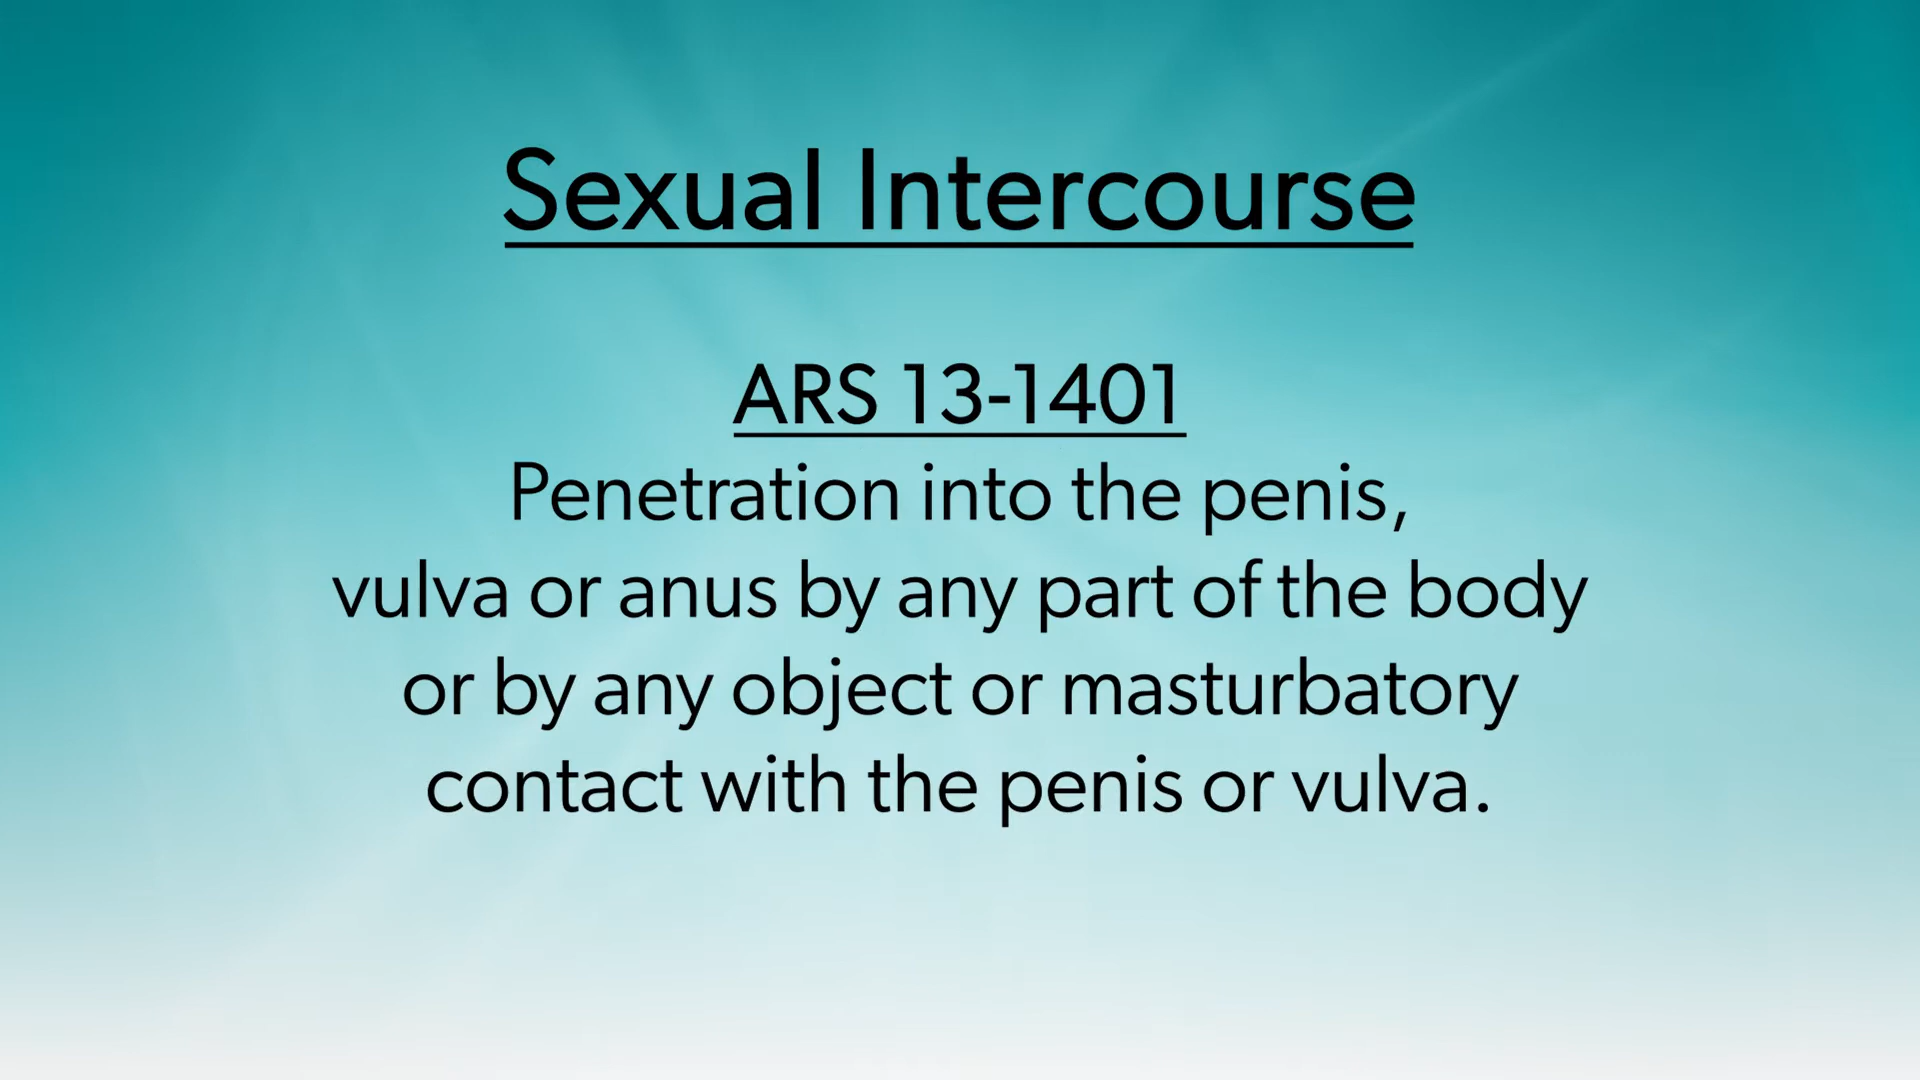 Sexual Intercourse
ARS 13-1401
Penetration into the penis,
vulva or anus by any part of the body
or by any object or masturbatory
contact with the penis or vulva.